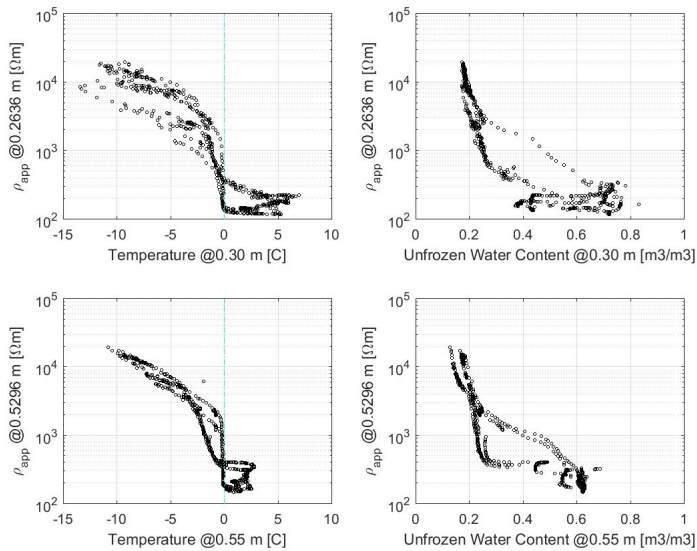 10^5
10^4
10^3
10^2
ρapp @0.2636 m [Ωm]
-15 -10 -5 0 5 10
Temperature @0.30 m [C]
10^5
10^4
10^3
10^2
ρapp @0.2636 m [Ωm]
0 0.2 0.4 0.6 0.8 1
Unfrozen Water Content @0.30 m [m3/m3]
10^5
10^4
10^3
10^2
ρapp @0.5296 m [Ωm]
-15 -10 -5 0 5 10
Temperature @0.55 m [C]
10^5
10^4
10^3
10^2
ρapp @0.5296 m [Ωm]
0 0.2 0.4 0.6 0.8 1
Unfrozen Water Content @0.55 m [m3/m3]